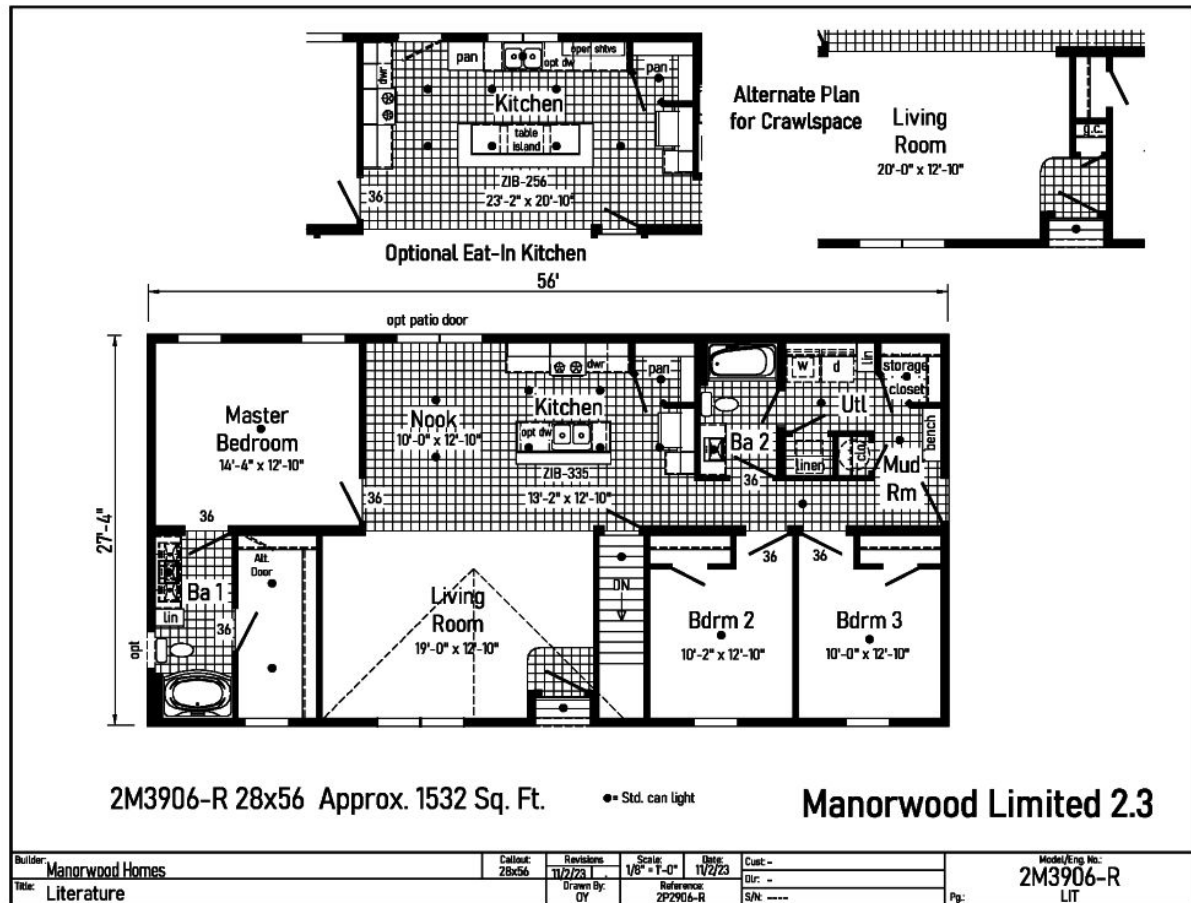 pan
opt dw
open shlvs
pan
dwr
Kitchen
table
island
ZIB-256
23'-2" x 20'-10"
36
Optional Eat-In Kitchen
Alternate Plan
for Crawlspace
Living
Room
20'-0" x 12'-10"
g.c.
56'
opt patio door
27'-4"
Master
Bedroom
14'-4" x 12'-10"
36
36
Nook
10'-0" x 12'-10"
dwr
Kitchen
opt dw
ZIB-335
13'-2" x 12'-10"
pan
Ba 2
36
w
d
lin
Utl
linen
clo
storage
closet
bench
Mud
Rm
Ba 1
lin
36
opt
Alt.
Door
Living
Room
19'-0" x 12'-10"
DN
Bdrm 2
10'-2" x 12'-10"
36
36
Bdrm 3
10'-0" x 12'-10"
2M3906-R 28x56 Approx. 1532 Sq. Ft.
●= Std. can light
Manorwood Limited 2.3
Builder: Manorwood Homes
Title: Literature
Callout:
28x56
Revisions
11/2/23
Scale:
1/8" = 1'-0"
Date:
11/2/23
Drawn By:
OY
Reference:
2P2906-R
Cust: -
Dlr: -
S/N: ----
Model/Eng. No.:
2M3906-R
Pg.: LIT